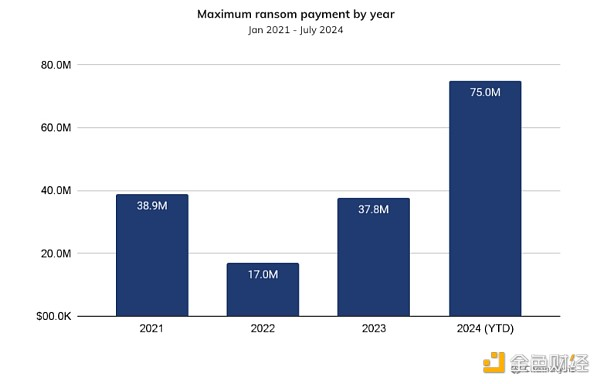 Maximum ransom payment by year
Jan 2021 - July 2024
80.0M
60.0M
40.0M
20.0M
$00.0K
38.9M
17.0M
37.8M
75.0M
2021
2022
2023
2024 (YTD)
金色财经